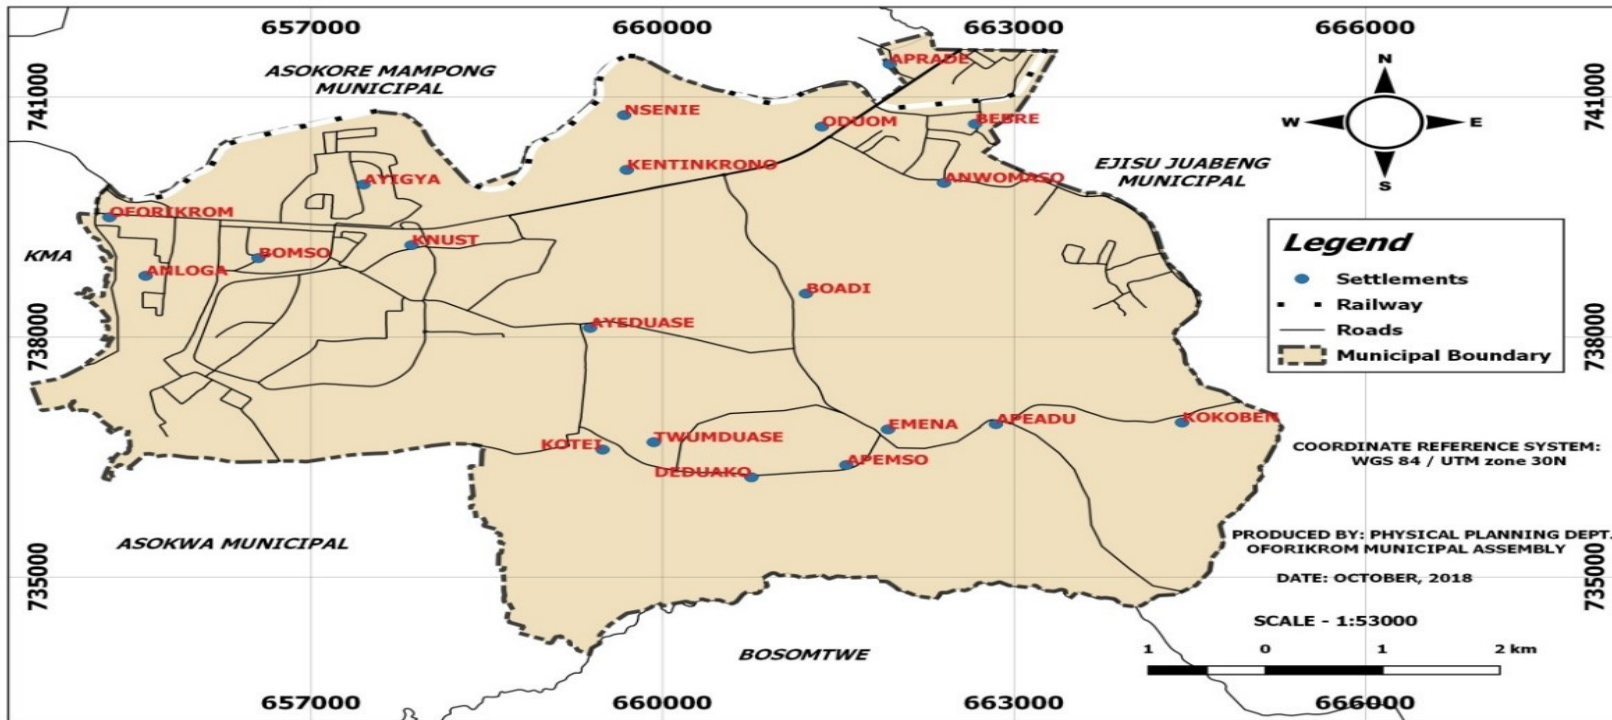 657000
660000
663000
666000
APRADE
ASOKORE MAMPONG
MUNICIPAL
N
741000
741000
NSENIE
ODUOM
BEBRE
W
E
KENTINKRONO
EJISU JUABENG
MUNICIPAL
AYIGYA
ANWOMASO
S
OFORIKROM
KNUST
Legend
KMA
BOMSO
ANLOGA
Settlements
BOADI
Railway
AYEDUASE
Roads
738000
738000
Municipal Boundary
KOKOBEN
EMENA
APEADU
KOTEI
TWUMDUASE
COORDINATE REFERENCE SYSTEM:
WGS 84 / UTM zone 30N
APEMSO
DEDUAKO
PRODUCED BY: PHYSICAL PLANNING DEPT.
OFORIKROM MUNICIPAL ASSEMBLY
ASOKWA MUNICIPAL
735000
735000
DATE: OCTOBER, 2018
SCALE - 1:53000
BOSOMTWE
1 0 1 2 km
657000
660000
663000
666000